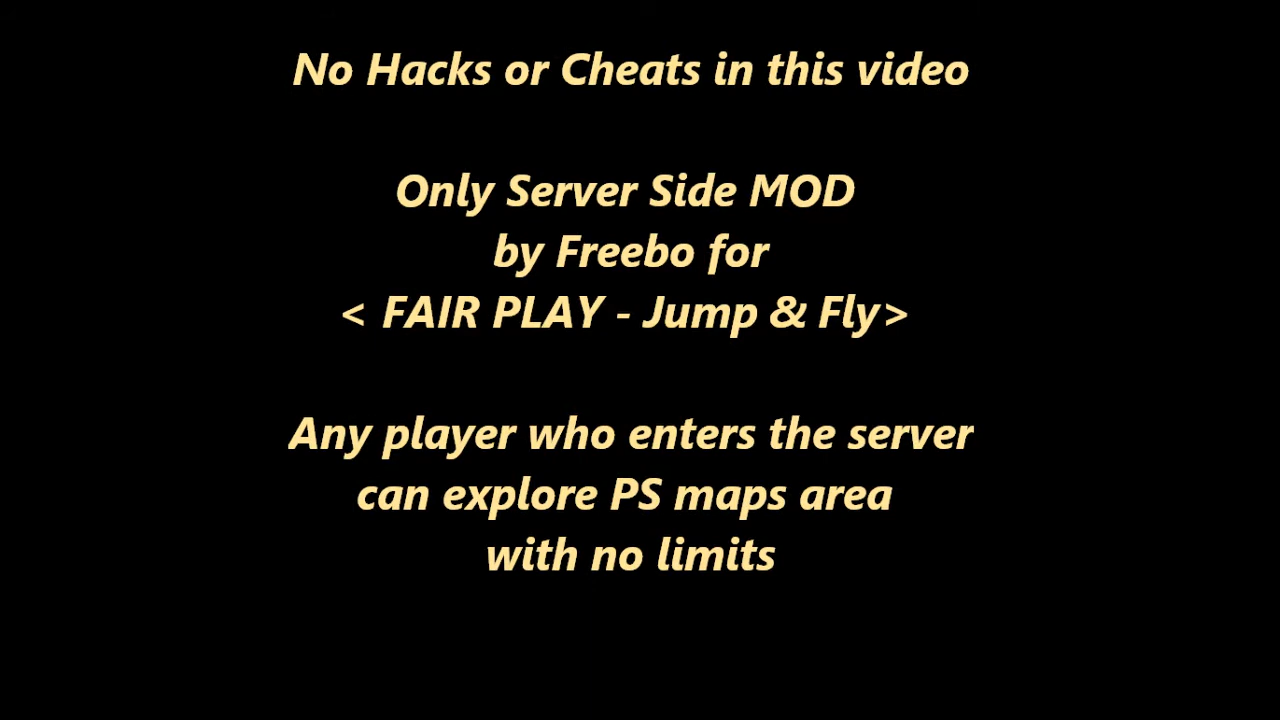 No Hacks or Cheats in this video
Only Server Side MOD
by Freebo for
< FAIR PLAY - Jump & Fly>
Any player who enters the server
can explore PS maps area
with no limits